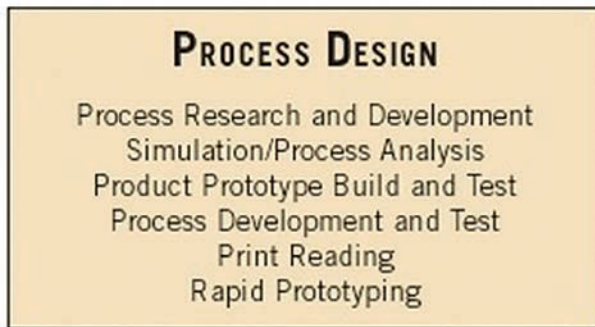 PROCESS DESIGN
Process Research and Development
Simulation/Process Analysis
Product Prototype Build and Test
Process Development and Test
Print Reading
Rapid Prototyping